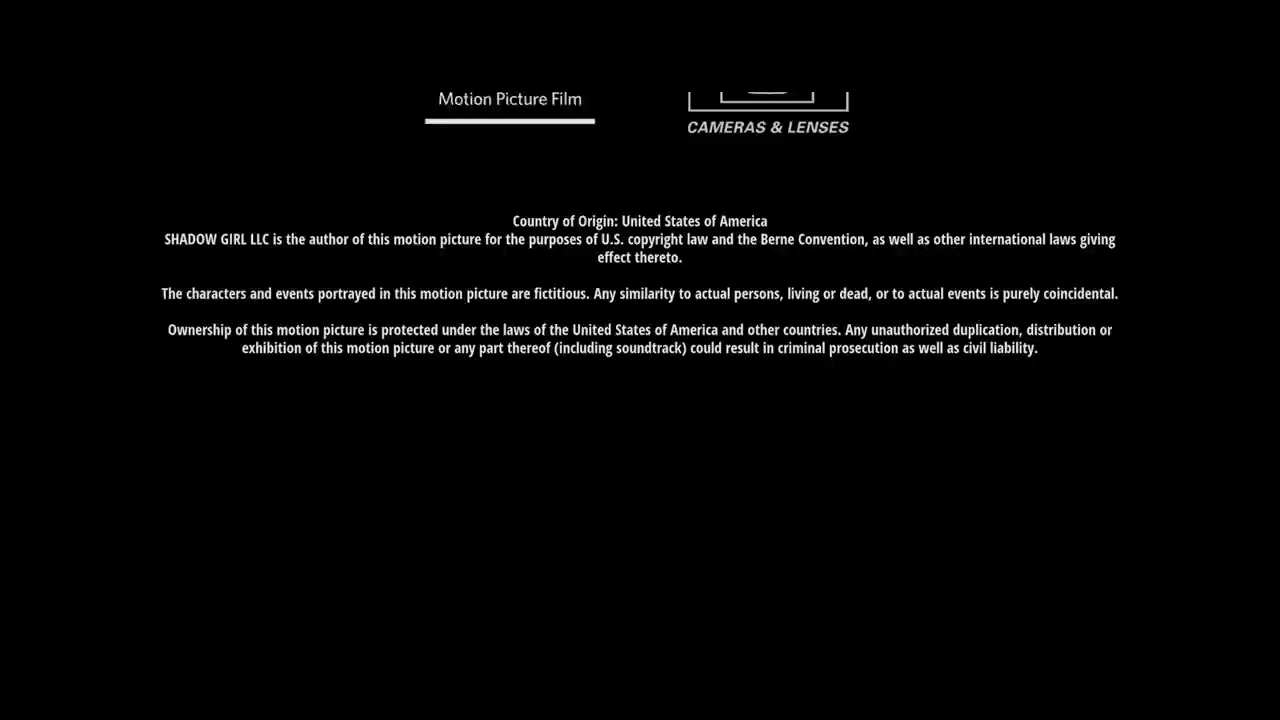 Motion Picture Film
CAMERAS & LENSES
Country of Origin: United States of America
SHADOW GIRL LLC is the author of this motion picture for the purposes of U.S. copyright law and the Berne Convention, as well as other international laws giving
effect thereto.
The characters and events portrayed in this motion picture are fictitious. Any similarity to actual persons, living or dead, or to actual events is purely coincidental.
Ownership of this motion picture is protected under the laws of the United States of America and other countries. Any unauthorized duplication, distribution or
exhibition of this motion picture or any part thereof (including soundtrack) could result in criminal prosecution as well as civil liability.